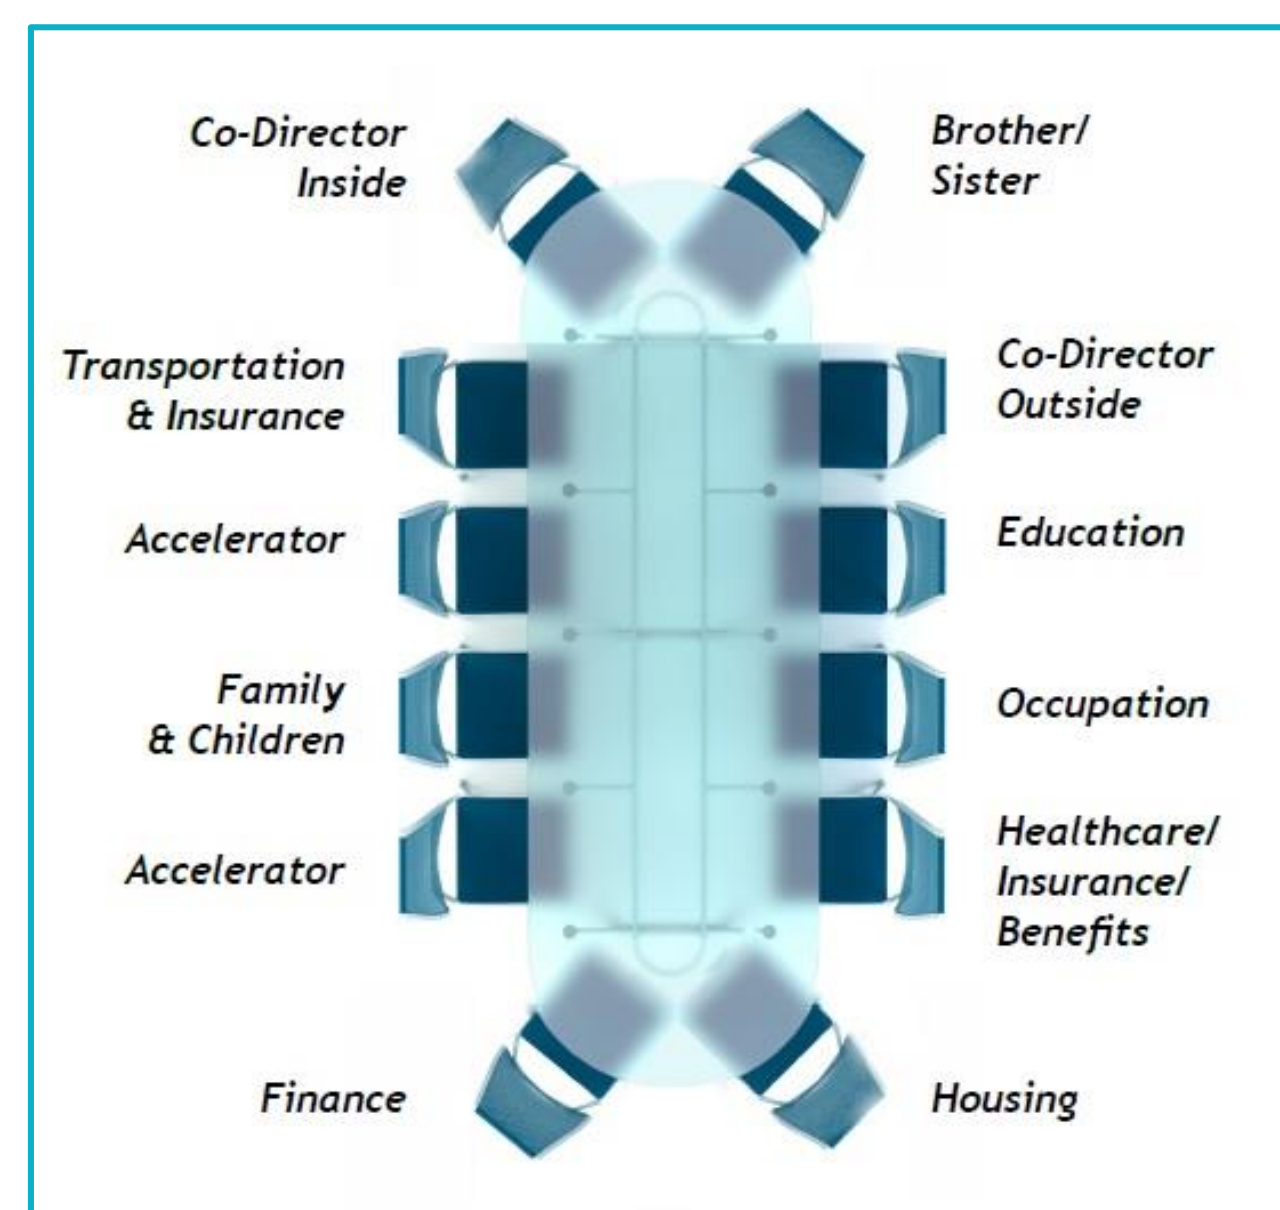 Co-Director
Inside
Brother/
Sister
Transportation
& Insurance
Co-Director
Outside
Accelerator
Education
Family
& Children
Occupation
Accelerator
Healthcare/
Insurance/
Benefits
Finance
Housing